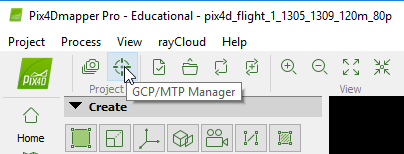 Pix4Dmapper Pro - Educational - pix4d_flight_1_1305_1309_120m_80p
Project Process View rayCloud Help
PIX4D
Project
GCP/MTP Manager
View
Create
Home